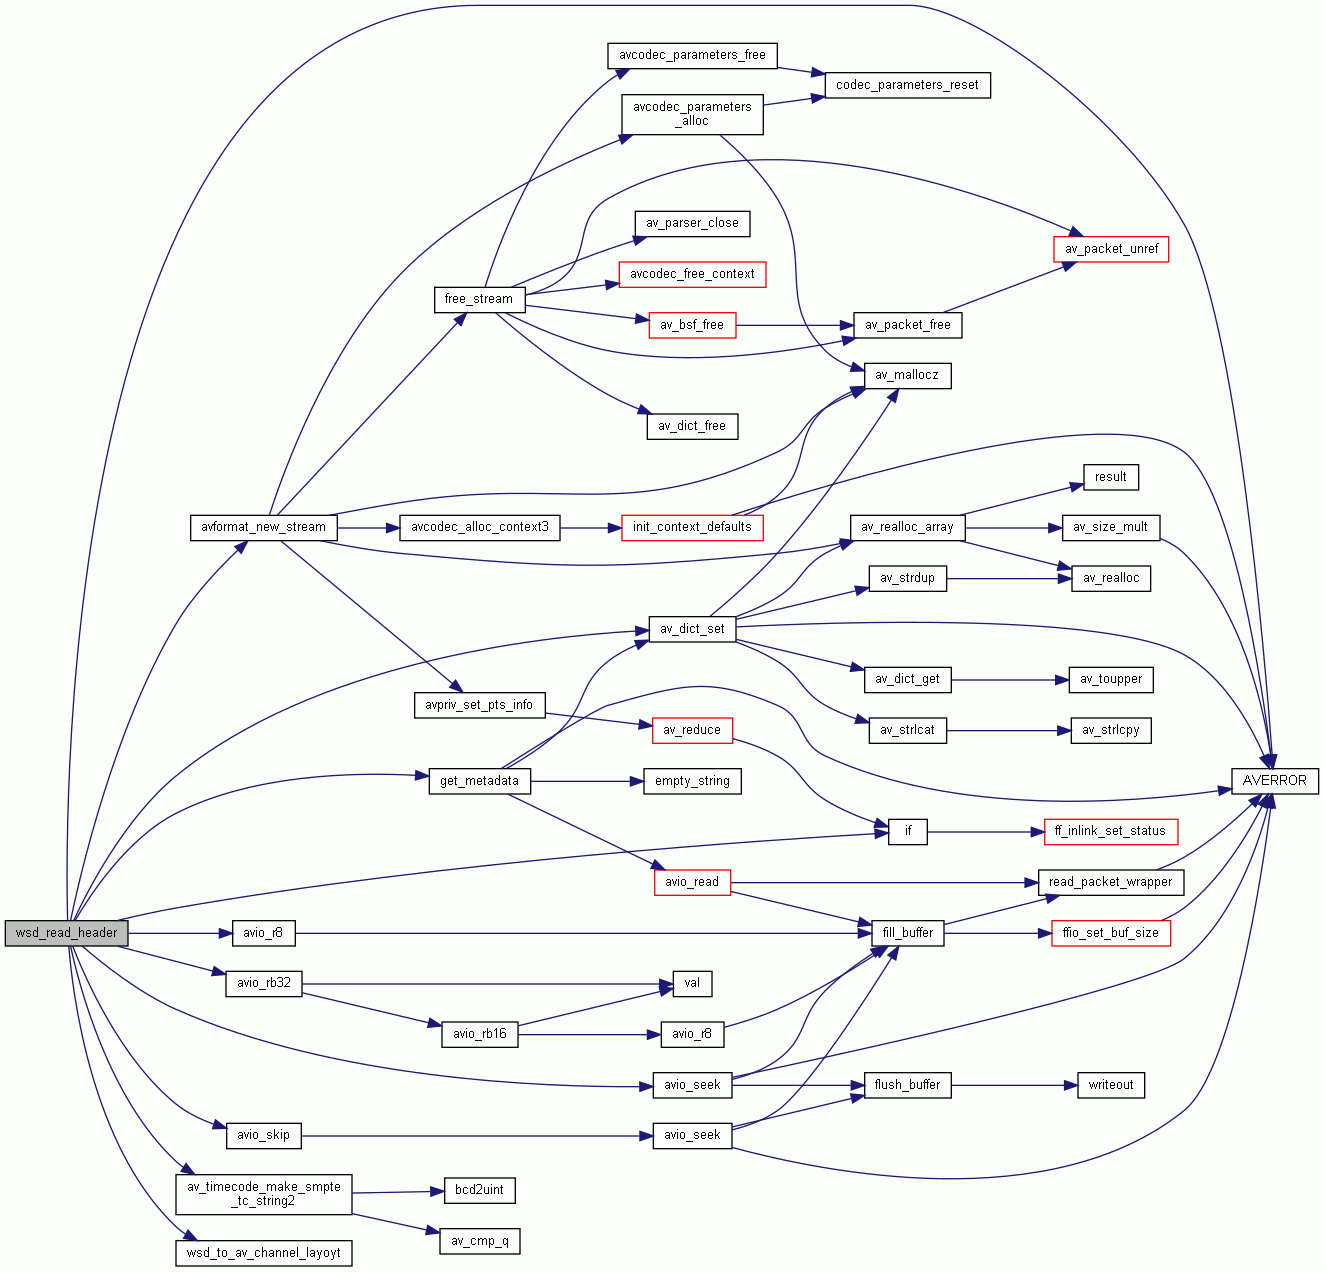 avcodec_parameters_free
codec_parameters_reset
avcodec_parameters
_alloc
av_parser_close
av_packet_unref
avcodec_free_context
free_stream
av_bsf_free
av_packet_free
av_mallocz
av_dict_free
result
avformat_new_stream
avcodec_alloc_context3
init_context_defaults
av_realloc_array
av_size_mult
av_strdup
av_realloc
av_dict_set
av_dict_get
av_toupper
avpriv_set_pts_info
av_reduce
av_strlcat
av_strlcpy
get_metadata
empty_string
AVERROR
if
ff_inlink_set_status
avio_read
read_packet_wrapper
wsd_read_header
avio_r8
fill_buffer
ffio_set_buf_size
avio_rb32
val
avio_rb16
avio_r8
avio_seek
flush_buffer
writeout
avio_skip
avio_seek
av_timecode_make_smpte
_tc_string2
bcd2uint
av_cmp_q
wsd_to_av_channel_layoyt